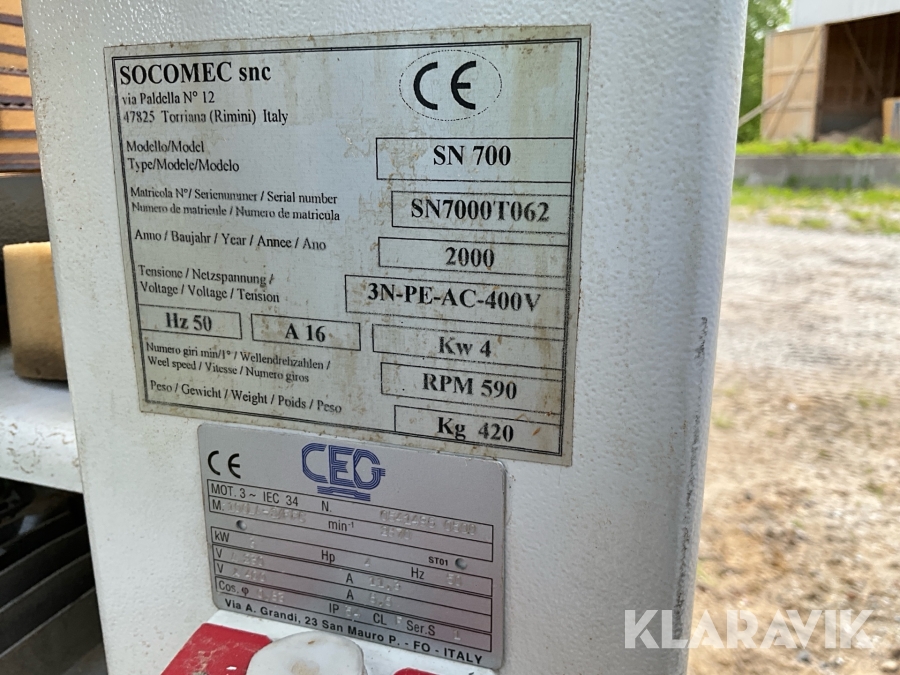 SOCOMEC snc
via Paldella N° 12
47825 Torriana (Rimini) Italy
CE
Modello/Model
Type/Modele/Modelo
SN 700
Matricola N°/ Serienummer / Serial number
Numero de matricule / Numero de matricula
SN7000T062
Anno / Baujahr / Year / Annee / Ano
2000
Tensione / Netzspannung /
Voltage / Voltage / Tension
3N-PE-AC-400V
Hz 50
A 16
Kw 4
Numero giri min/1° / Wellendrehzahlen /
Weel speed / Vitesse / Numero giros
RPM 590
Peso / Gewicht / Weight / Poids / Peso
Kg 420
CE
CEG
MOT. 3 ~ IEC 34 N.
M. min⁻¹
kW Hp ST01
V A Hz
V A
Cos. φ IP CL Ser.S
Via A. Grandi, 23 San Mauro P. - FO - ITALY
KLARAVIK